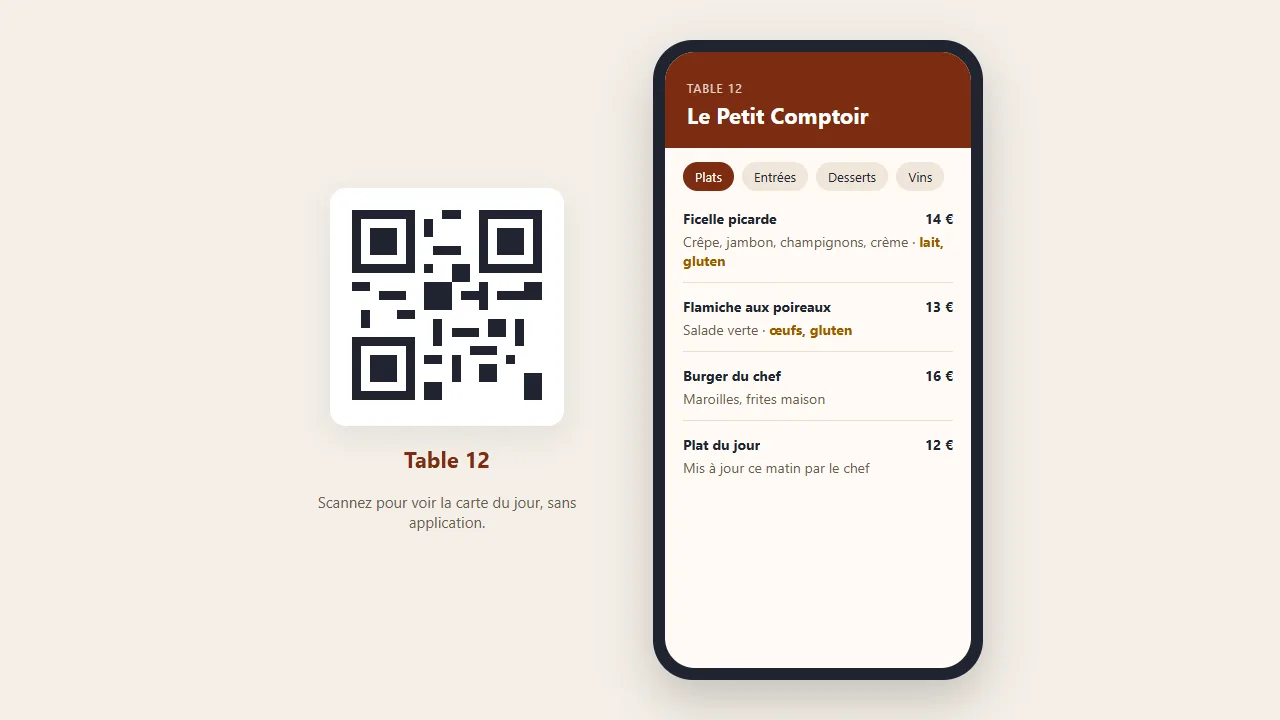 Table 12
Scannez pour voir la carte du jour, sans
application.
TABLE 12
Le Petit Comptoir
Plats Entrées Desserts Vins
Ficelle picarde 14 €
Crêpe, jambon, champignons, crème · lait,
gluten
Flamiche aux poireaux 13 €
Salade verte · œufs, gluten
Burger du chef 16 €
Maroilles, frites maison
Plat du jour 12 €
Mis à jour ce matin par le chef